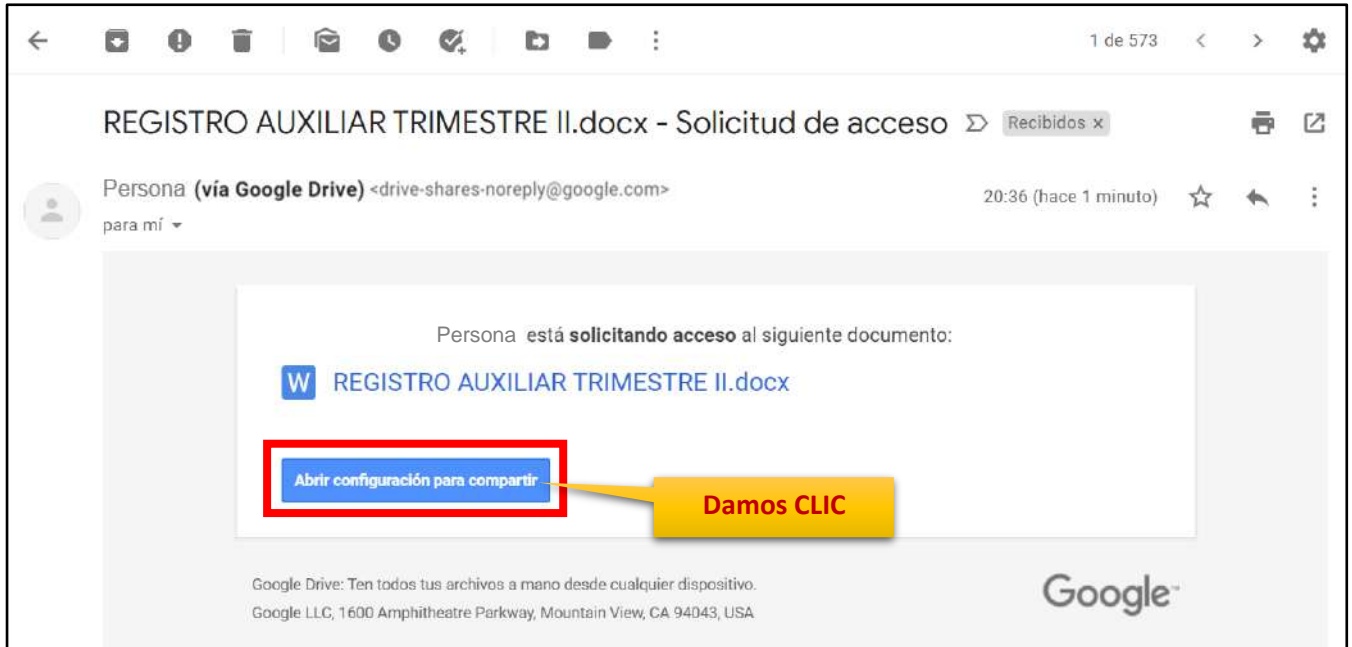 1 de 573
REGISTRO AUXILIAR TRIMESTRE II.docx - Solicitud de acceso Recibidos x
Persona (vía Google Drive) <drive-shares-noreply@google.com> 20:36 (hace 1 minuto)
para mí
Persona está solicitando acceso al siguiente documento:
W REGISTRO AUXILIAR TRIMESTRE II.docx
Abrir configuración para compartir
Damos CLIC
Google Drive: Ten todos tus archivos a mano desde cualquier dispositivo.
Google LLC, 1600 Amphitheatre Parkway, Mountain View, CA 94043, USA
Google